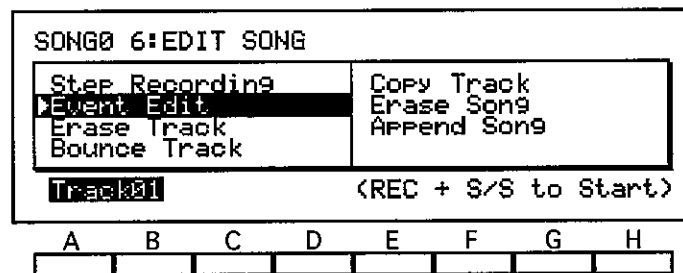 SONG0 6:EDIT SONG
Step Recording
▶Event Edit
Erase Track
Bounce Track
Copy Track
Erase Song
Append Song
Track01 (REC + S/S to Start)
A B C D E F G H